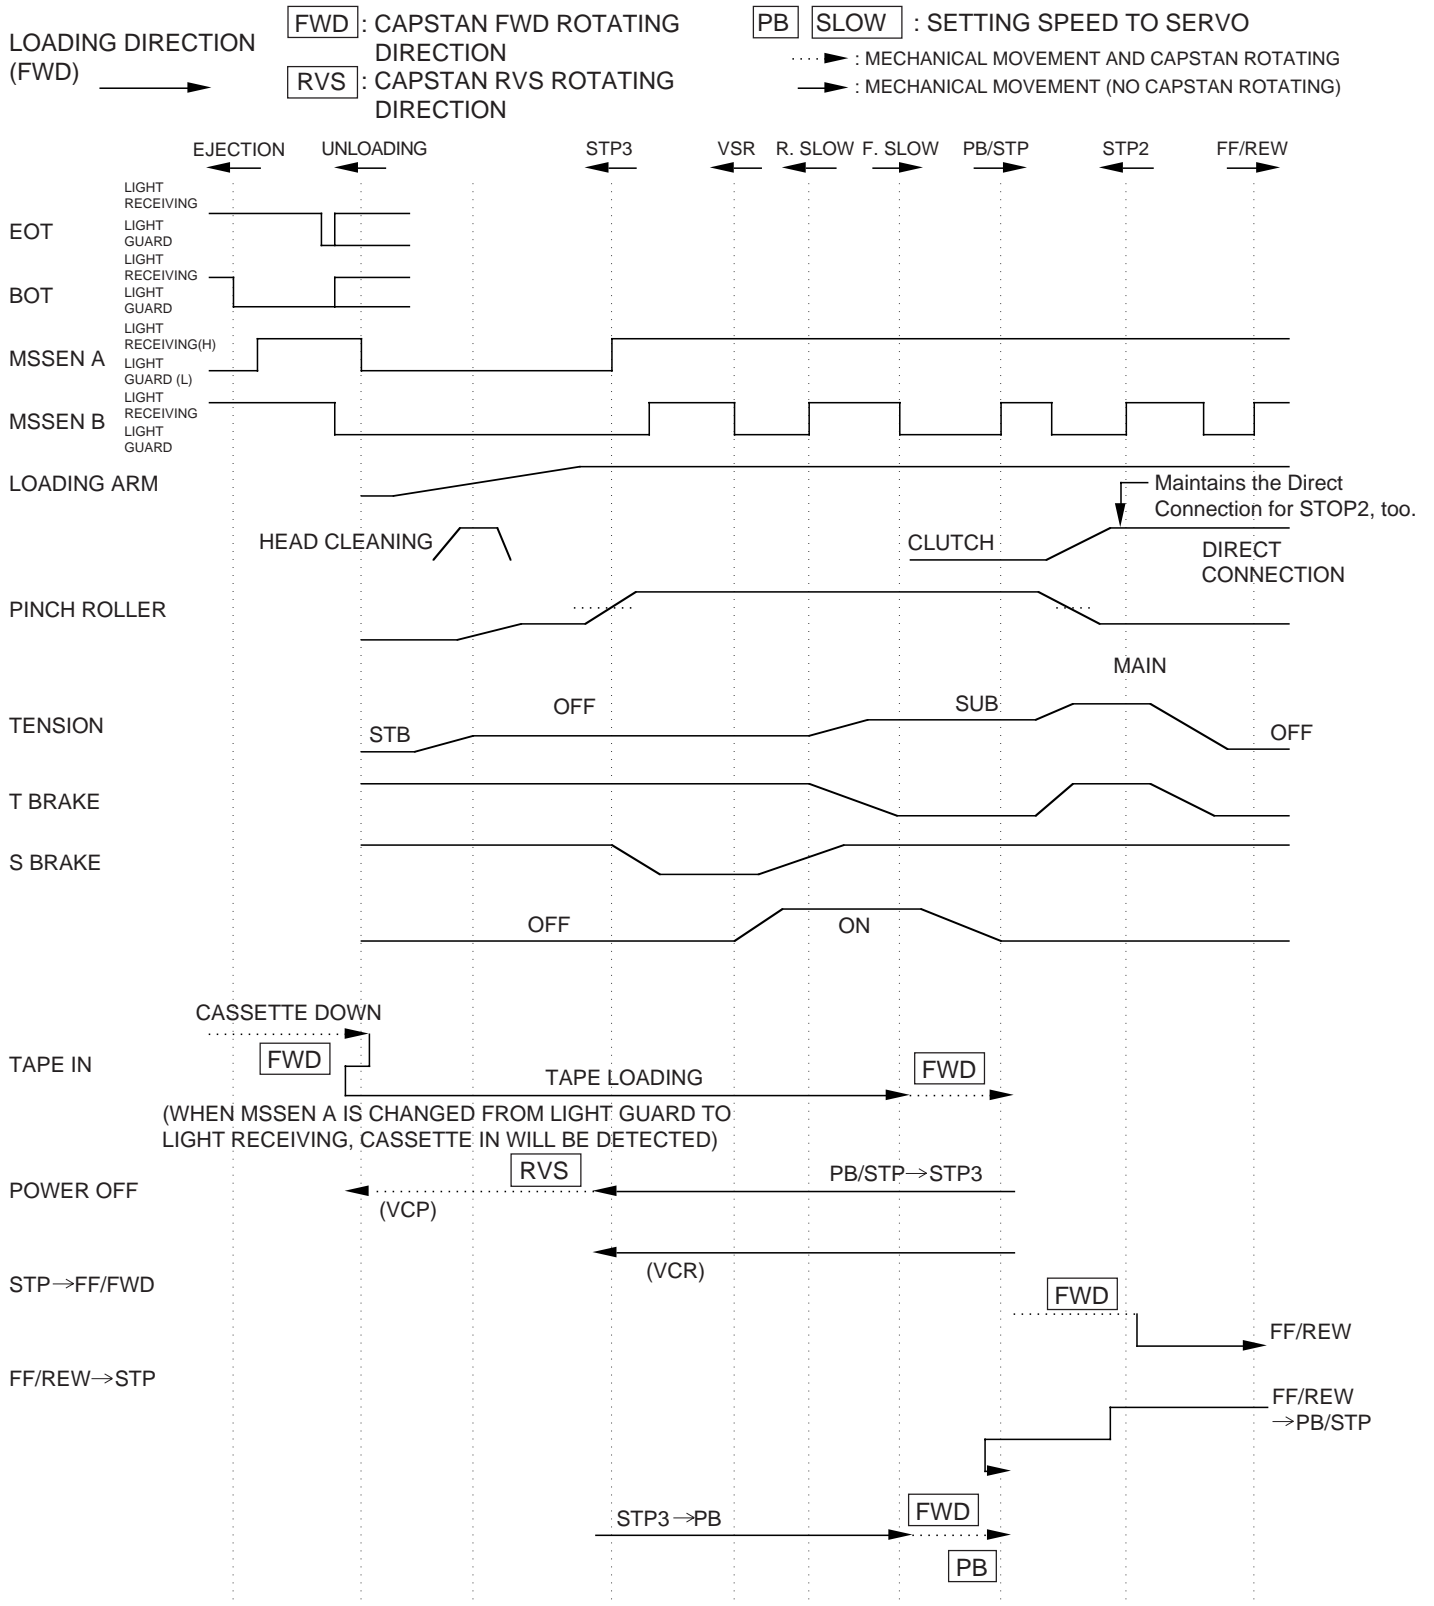 LOADING DIRECTION
(FWD)
FWD : CAPSTAN FWD ROTATING
DIRECTION
RVS : CAPSTAN RVS ROTATING
DIRECTION
PB SLOW : SETTING SPEED TO SERVO
: MECHANICAL MOVEMENT AND CAPSTAN ROTATING
: MECHANICAL MOVEMENT (NO CAPSTAN ROTATING)
EJECTION UNLOADING STP3 VSR R. SLOW F. SLOW PB/STP STP2 FF/REW
EOT
LIGHT
RECEIVING
LIGHT
GUARD
BOT
LIGHT
RECEIVING
LIGHT
GUARD
MSSEN A
LIGHT
RECEIVING(H)
LIGHT
GUARD (L)
MSSEN B
LIGHT
RECEIVING
LIGHT
GUARD
LOADING ARM
Maintains the Direct
Connection for STOP2, too.
HEAD CLEANING
CLUTCH
DIRECT
CONNECTION
PINCH ROLLER
MAIN
TENSION
STB
OFF
SUB
OFF
T BRAKE
S BRAKE
OFF
ON
CASSETTE DOWN
TAPE IN
FWD
TAPE LOADING
FWD
(WHEN MSSEN A IS CHANGED FROM LIGHT GUARD TO
LIGHT RECEIVING, CASSETTE IN WILL BE DETECTED)
POWER OFF
RVS
PB/STP→STP3
(VCP)
(VCR)
STP→FF/FWD
FWD
FF/REW
FF/REW→STP
FF/REW
→PB/STP
STP3→PB
FWD
PB